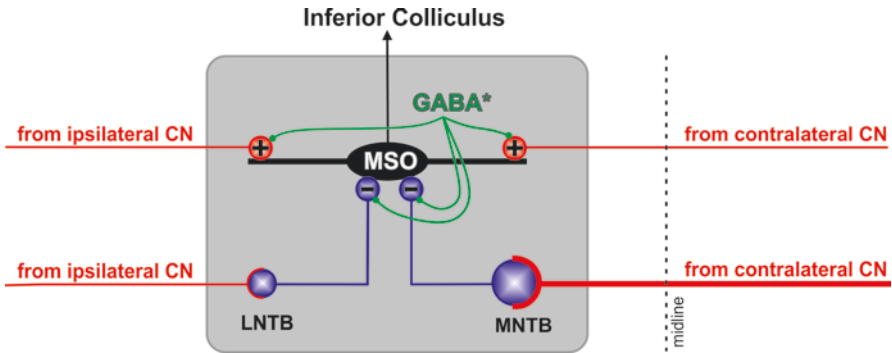 Inferior Colliculus
GABA*
from ipsilateral CN
from contralateral CN
+
+
MSO
-
-
from ipsilateral CN
from contralateral CN
LNTB
MNTB
midline